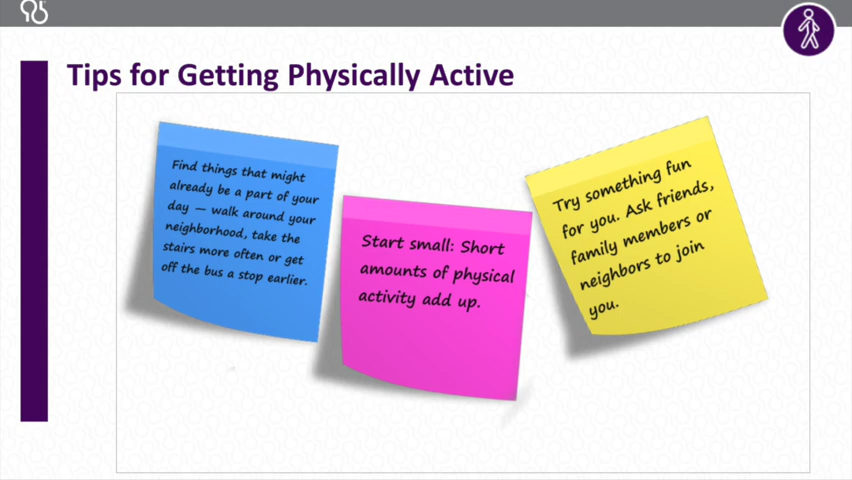 Tips for Getting Physically Active
Find things that might
already be a part of your
day — walk around your
neighborhood, take the
stairs more often or get
off the bus a stop earlier.
Start small: Short
amounts of physical
activity add up.
Try something fun
for you. Ask friends,
family members or
neighbors to join
you.